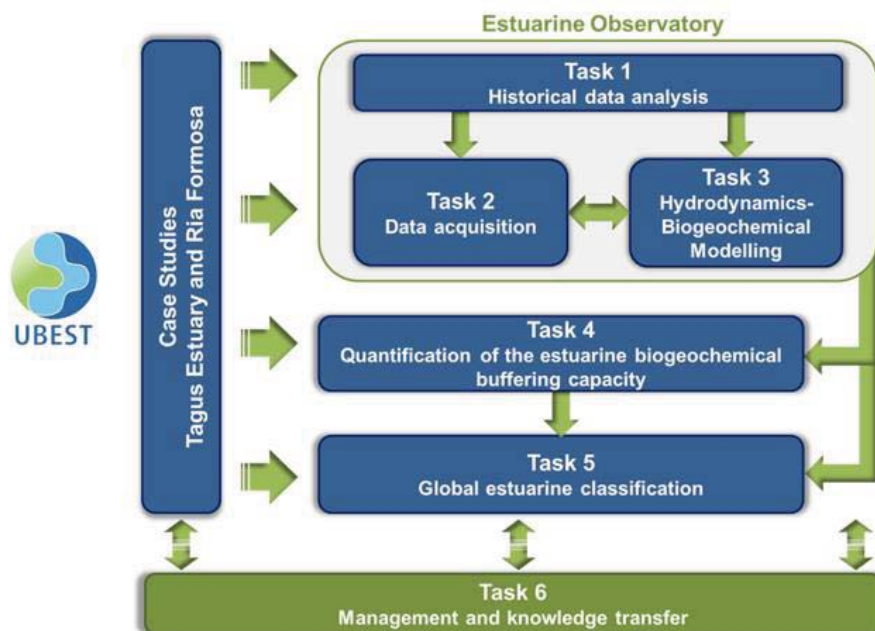 Estuarine Observatory
Task 1
Historical data analysis
Task 2
Data acquisition
Task 3
Hydrodynamics-
Biogeochemical
Modelling
Case Studies
Tagus Estuary and Ria Formosa
UBEST
Task 4
Quantification of the estuarine biogeochemical
buffering capacity
Task 5
Global estuarine classification
Task 6
Management and knowledge transfer